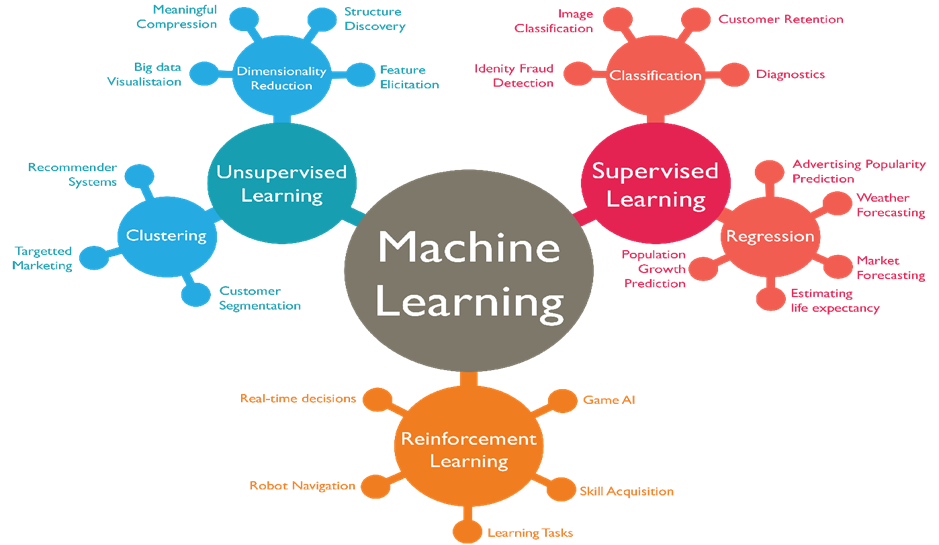 Machine
Learning
Unsupervised
Learning
Dimensionality
Reduction
Meaningful
Compression
Structure
Discovery
Big data
Visualistaion
Feature
Elicitation
Clustering
Recommender
Systems
Targetted
Marketing
Customer
Segmentation
Supervised
Learning
Classification
Image
Classification
Customer Retention
Idenity Fraud
Detection
Diagnostics
Regression
Advertising Popularity
Prediction
Weather
Forecasting
Population
Growth
Prediction
Market
Forecasting
Estimating
life expectancy
Reinforcement
Learning
Real-time decisions
Game AI
Robot Navigation
Skill Acquisition
Learning Tasks